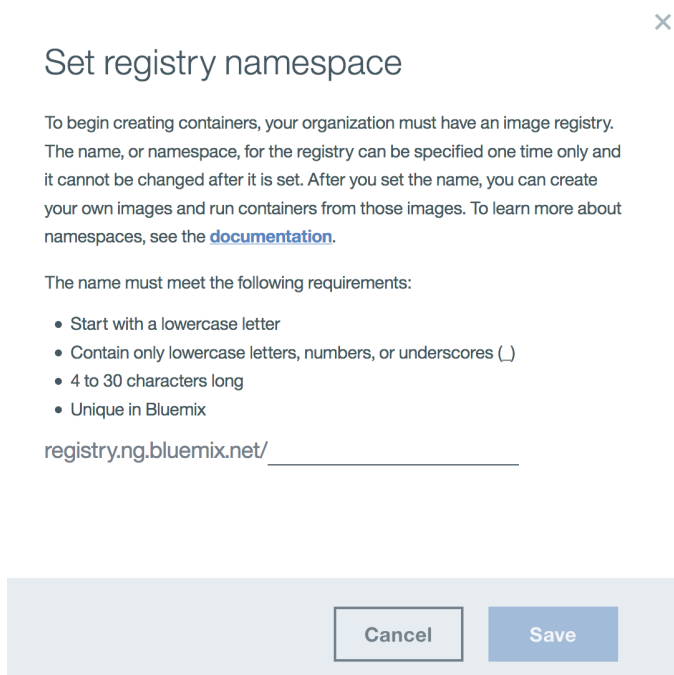 Set registry namespace
To begin creating containers, your organization must have an image registry.
The name, or namespace, for the registry can be specified one time only and
it cannot be changed after it is set. After you set the name, you can create
your own images and run containers from those images. To learn more about
namespaces, see the documentation.
The name must meet the following requirements:
• Start with a lowercase letter
• Contain only lowercase letters, numbers, or underscores (_)
• 4 to 30 characters long
• Unique in Bluemix
registry.ng.bluemix.net/
Cancel Save